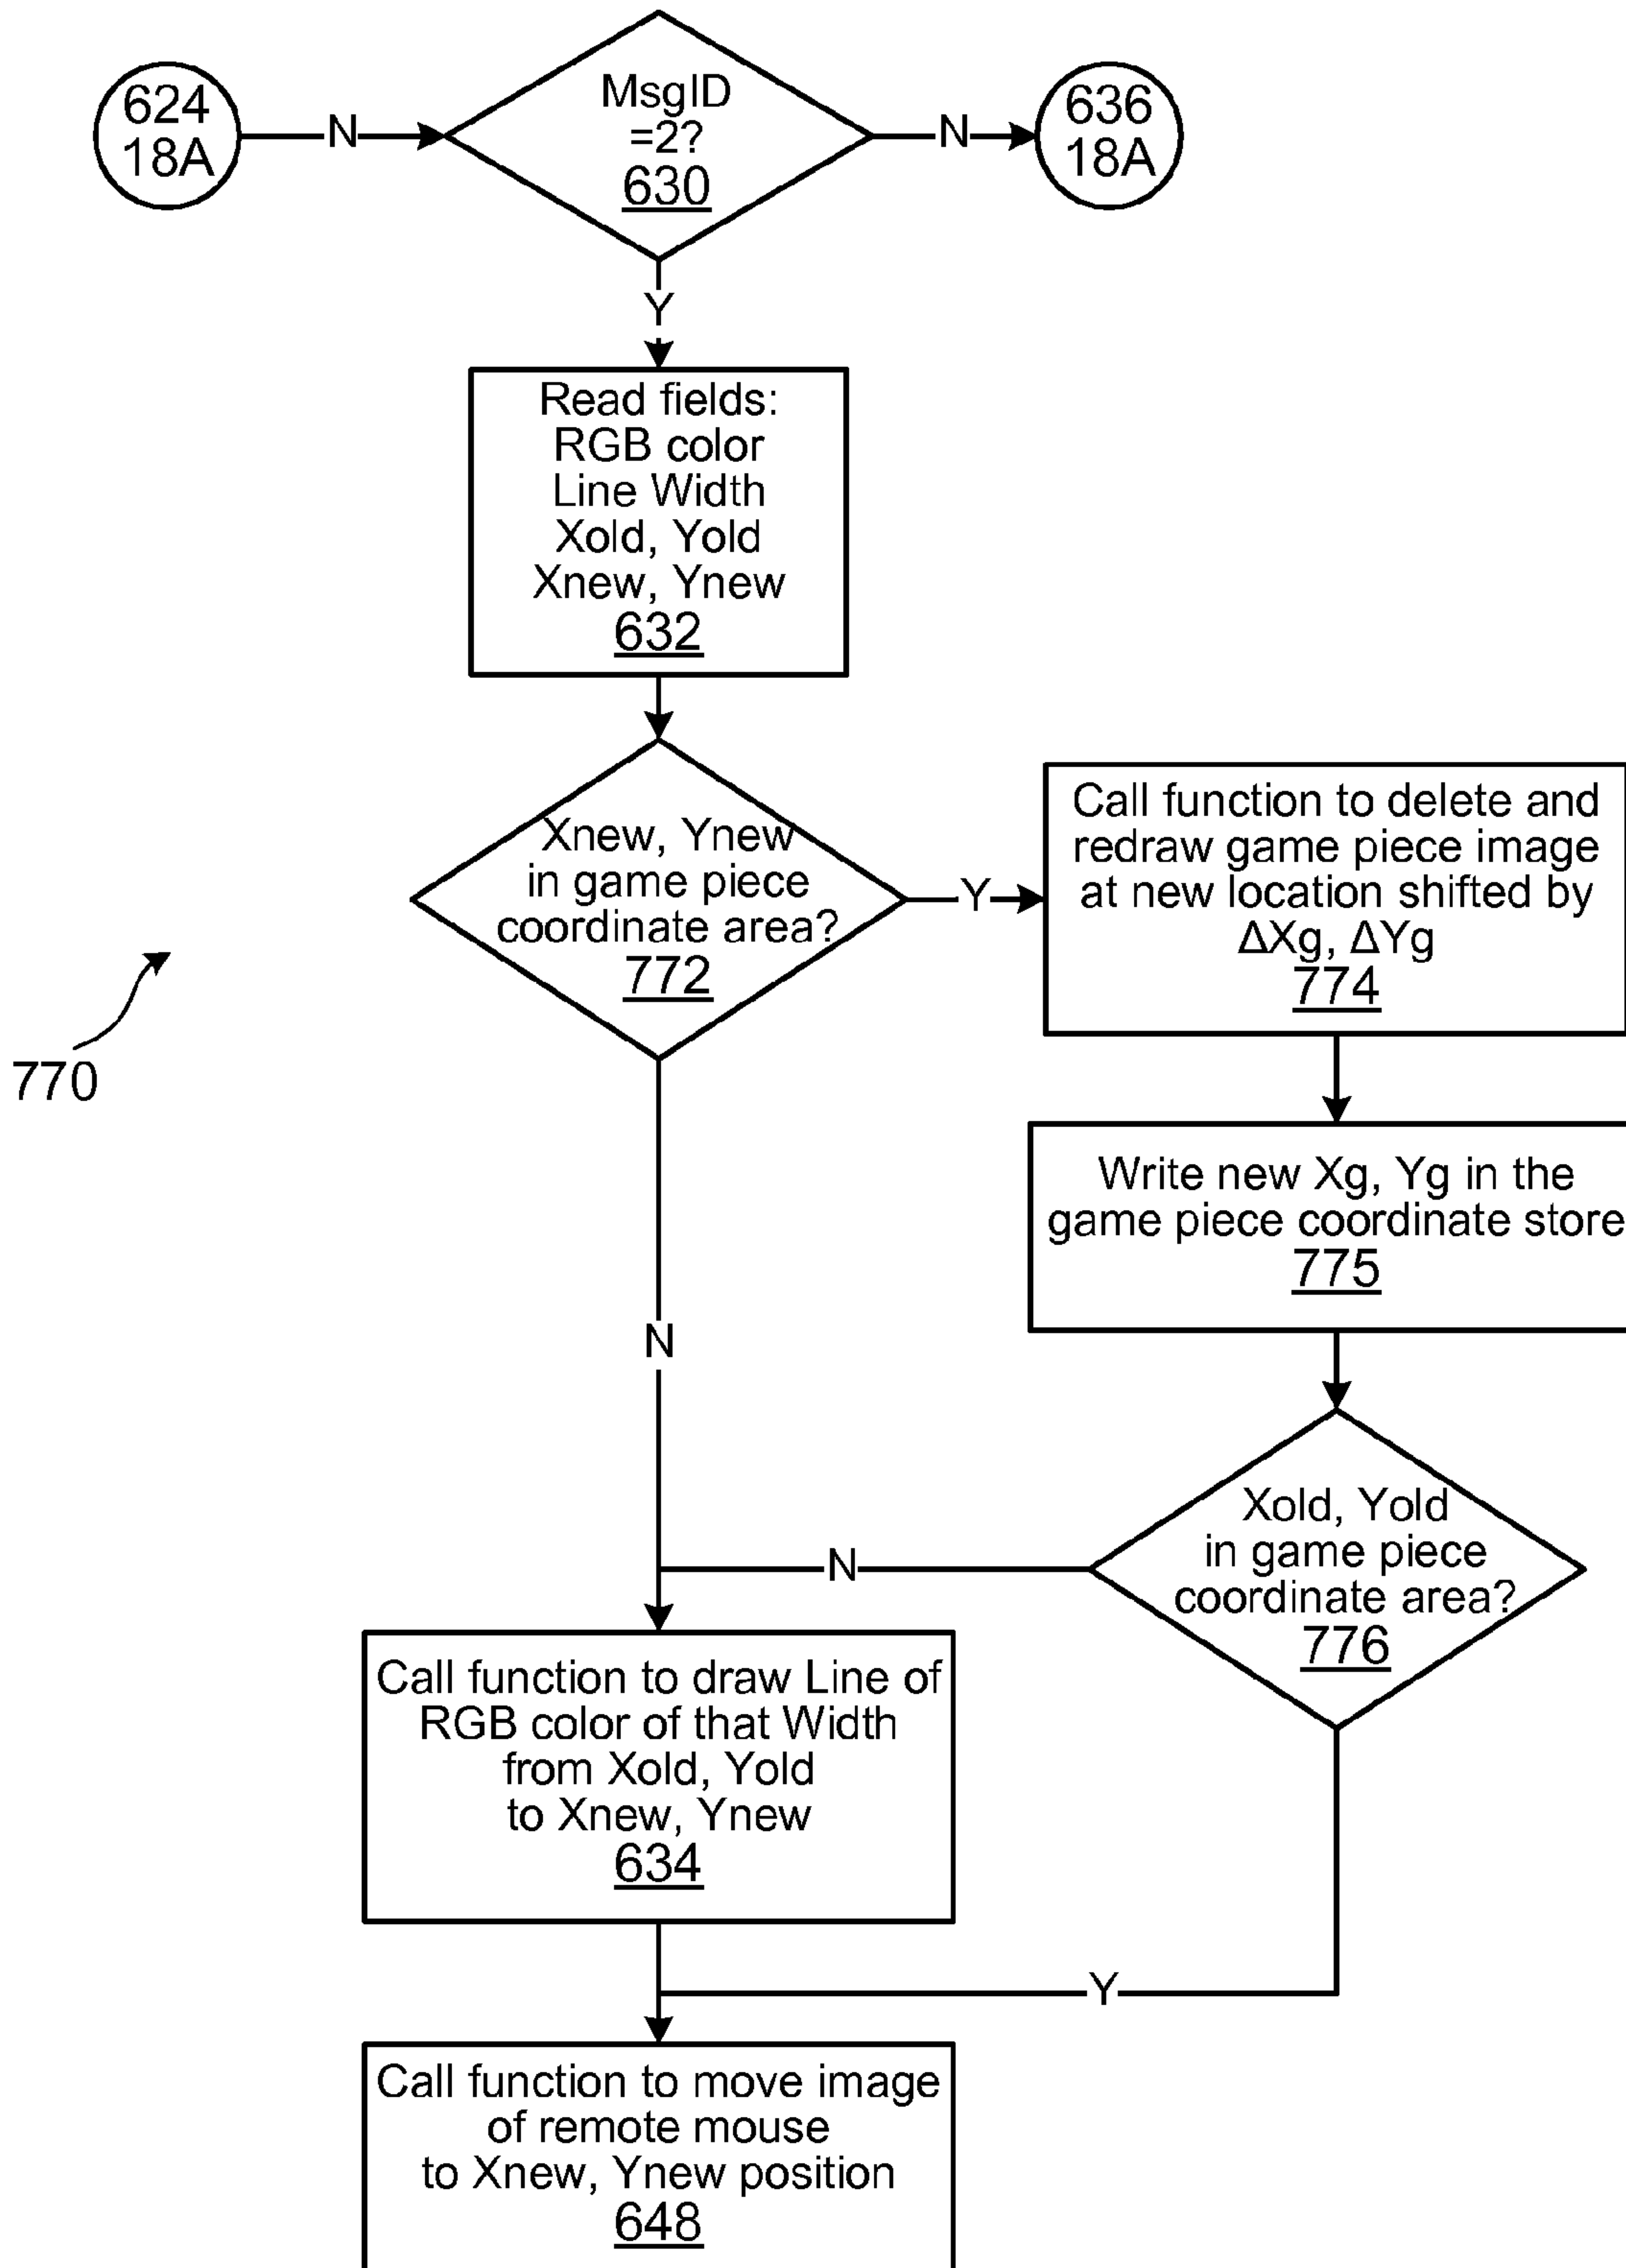 624
18A
N
MsgID
=2?
630
N
636
18A
Y
Read fields:
RGB color
Line Width
Xold, Yold
Xnew, Ynew
632
Xnew, Ynew
in game piece
coordinate area?
772
Y
Call function to delete and
redraw game piece image
at new location shifted by
ΔXg, ΔYg
774
770
Write new Xg, Yg in the
game piece coordinate store
775
N
Xold, Yold
in game piece
coordinate area?
776
N
Call function to draw Line of
RGB color of that Width
from Xold, Yold
to Xnew, Ynew
634
Y
Call function to move image
of remote mouse
to Xnew, Ynew position
648